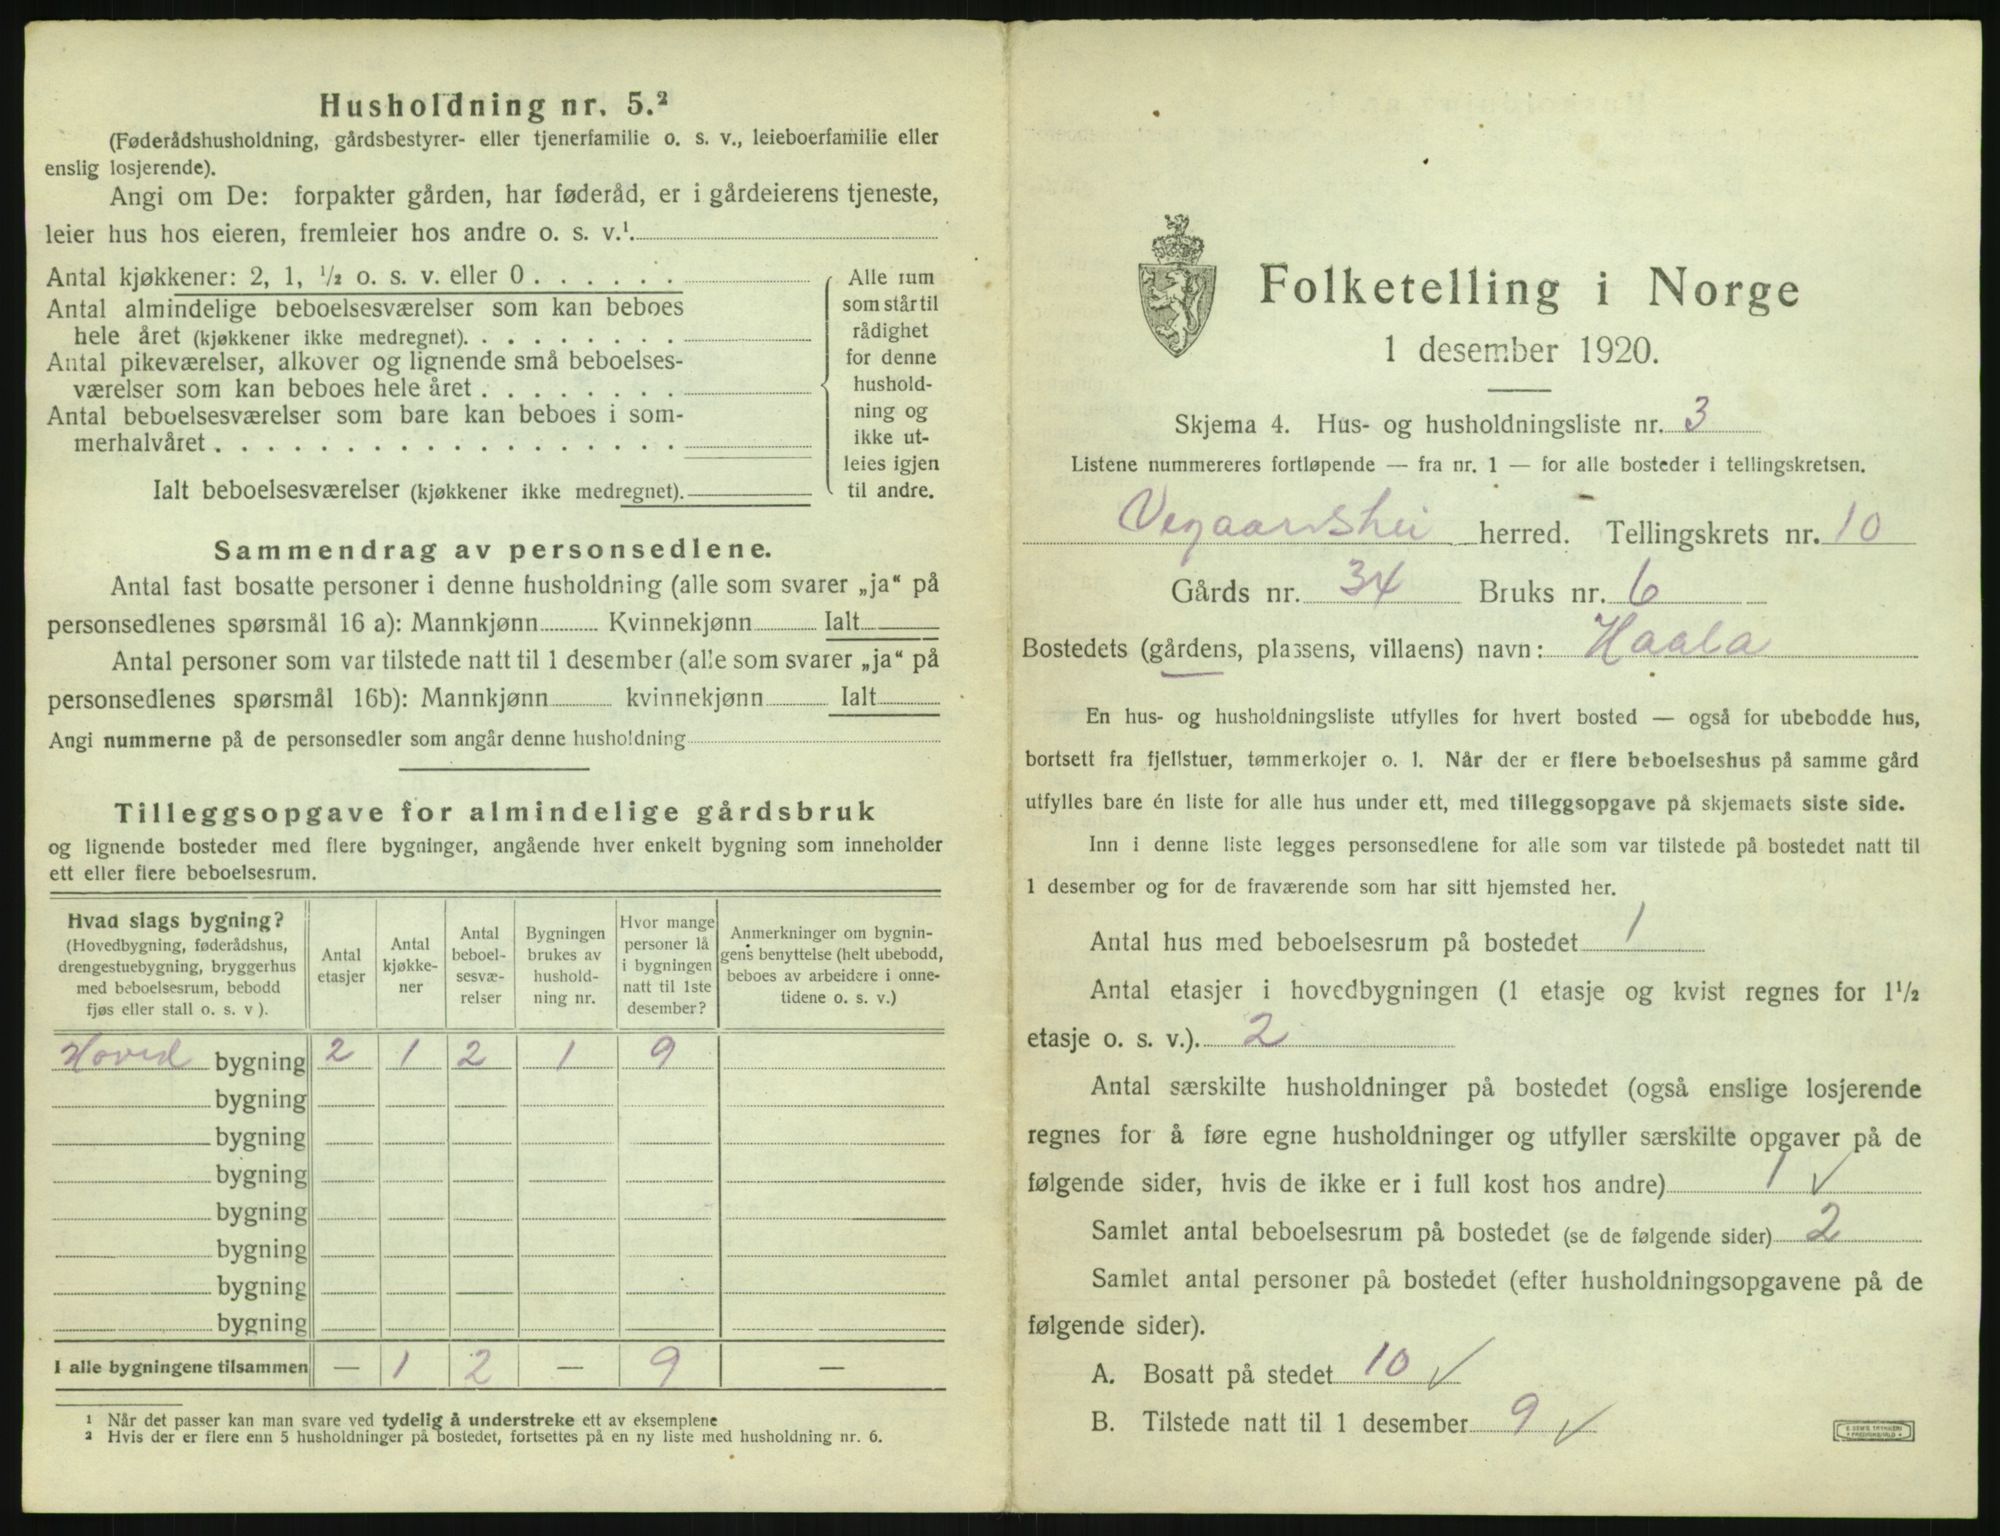 Husholdning nr. 5.²
(Føderådshusholdning, gårdsbestyrer- eller tjenerfamilie o. s. v., leieboerfamilie eller
enslig losjerende).
Angi om De: forpakter gården, har føderåd, er i gårdeierens tjeneste,
leier hus hos eieren, fremleier hos andre o. s. v.¹
Antal kjøkkener: 2, 1, ½ o. s. v. eller 0
Antal almindelige beboelsesværelser som kan beboes
hele året (kjøkkener ikke medregnet)
Antal pikeværelser, alkover og lignende små beboelses-
værelser som kan beboes hele året
Antal beboelsesværelser som bare kan beboes i som-
merhalvåret
Ialt beboelsesværelser (kjøkkener ikke medregnet)
Alle rum
som står til
rådighet
for denne
hushold-
ning og
ikke ut-
leies igjen
til andre.
Sammendrag av personsedlene.
Antal fast bosatte personer i denne husholdning (alle som svarer „ja“ på
personsedlenes spørsmål 16 a): Mannkjønn Kvinnekjønn Ialt
Antal personer som var tilstede natt til 1 desember (alle som svarer „ja“ på
personsedlenes spørsmål 16b): Mannkjønn kvinnekjønn Ialt
Angi nummerne på de personsedler som angår denne husholdning
Tilleggsopgave for almindelige gårdsbruk
og lignende bosteder med flere bygninger, angående hver enkelt bygning som inneholder
ett eller flere beboelsesrum.
Hvad slags bygning?
(Hovedbygning, føderådshus,
drengestuebygning, bryggerhus
med beboelsesrum, bebodd
fjøs eller stall o. s. v ).
Antal
etasjer
Antal
kjøkke-
ner
Antal
beboel-
sesvæ-
relser
Bygningen
brukes av
hushold-
ning nr.
Hvor mange
personer lå
i bygningen
natt til 1ste
desember?
Anmerkninger om bygnin-
gens benyttelse (helt ubebodd,
beboes av arbeidere i onne-
tidene o. s. v.)
Hoved bygning 2 1 2 1 9
bygning
bygning
bygning
bygning
bygning
bygning
bygning
I alle bygningene tilsammen — 1 2 — 9 —
¹ Når det passer kan man svare ved tydelig å understreke ett av eksemplene
² Hvis der er flere enn 5 husholdninger på bostedet, fortsettes på en ny liste med husholdning nr. 6.
Folketelling i Norge
1 desember 1920.
Skjema 4. Hus- og husholdningsliste nr. 3
Listene nummereres fortløpende — fra nr. 1 — for alle bosteder i tellingskretsen.
Vegaarshei herred. Tellingskrets nr. 10
Gårds nr. 34 Bruks nr. 6
Bostedets (gårdens, plassens, villaens) navn: Haala
En hus- og husholdningsliste utfylles for hvert bosted — også for ubebodde hus,
bortsett fra fjellstuer, tømmerkojer o. l. Når der er flere beboelseshus på samme gård
utfylles bare én liste for alle hus under ett, med tilleggsopgave på skjemaets siste side.
Inn i denne liste legges personsedlene for alle som var tilstede på bostedet natt til
1 desember og for de fraværende som har sitt hjemsted her.
Antal hus med beboelsesrum på bostedet 1
Antal etasjer i hovedbygningen (1 etasje og kvist regnes for 1½
etasje o. s. v.) 2
Antal særskilte husholdninger på bostedet (også enslige losjerende
regnes for å føre egne husholdninger og utfyller særskilte opgaver på de
følgende sider, hvis de ikke er i full kost hos andre) 1 ✓
Samlet antal beboelsesrum på bostedet (se de følgende sider) 2
Samlet antal personer på bostedet (efter husholdningsopgavene på de
følgende sider).
A. Bosatt på stedet 10 ✓
B. Tilstede natt til 1 desember 9 ✓